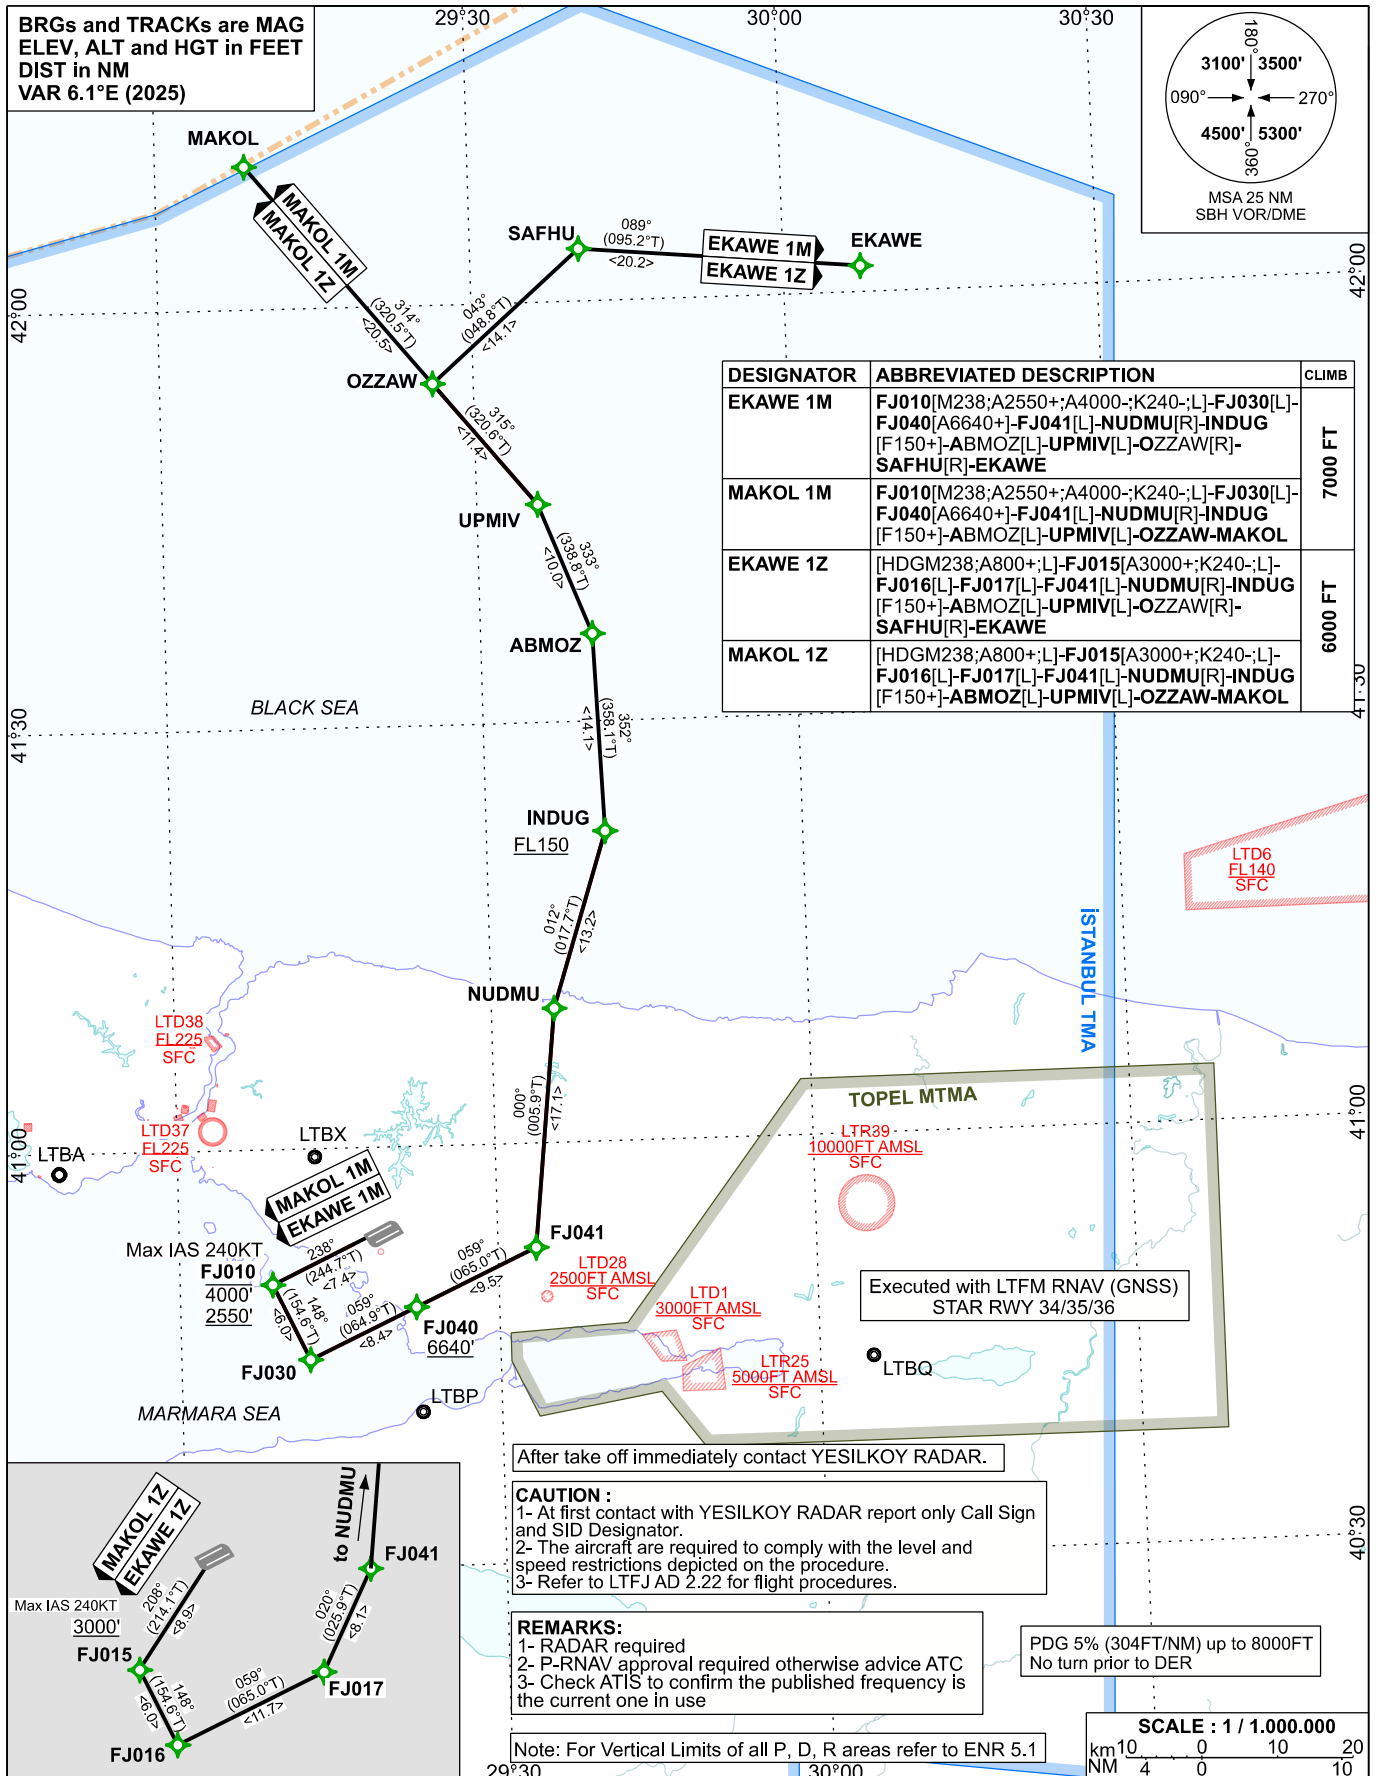 BRGs and TRACKs are MAG
ELEV, ALT and HGT in FEET
DIST in NM
VAR 6.1°E (2025)
29°30'
30°00'
30°30'
180°
3100' 3500'
090° 270°
4500' 5300'
360°
MSA 25 NM
SBH VOR/DME
MAKOL
MAKOL 1M
MAKOL 1Z
314°
(320.5°T)
<20.5>
SAFHU
089°
(095.2°T)
<20.2>
EKAWE 1M
EKAWE 1Z
EKAWE
42°00'
42°00'
043°
(048.8°T)
<14.1>
OZZAW
315°
(320.6°T)
<11.4>
UPMIV
333°
(338.8°T)
<10.0>
ABMOZ
352°
(358.1°T)
<14.1>
DESIGNATOR ABBREVIATED DESCRIPTION CLIMB
EKAWE 1M FJ010[M238;A2550+;A4000-;K240-;L]-FJ030[L]-
FJ040[A6640+]-FJ041[L]-NUDMU[R]-INDUG
[F150+]-ABMOZ[L]-UPMIV[L]-OZZAW[R]-
SAFHU[R]-EKAWE
MAKOL 1M FJ010[M238;A2550+;A4000-;K240-;L]-FJ030[L]-
FJ040[A6640+]-FJ041[L]-NUDMU[R]-INDUG
[F150+]-ABMOZ[L]-UPMIV[L]-OZZAW-MAKOL
7000 FT
EKAWE 1Z [HDGM238;A800+;L]-FJ015[A3000+;K240-;L]-
FJ016[L]-FJ017[L]-FJ041[L]-NUDMU[R]-INDUG
[F150+]-ABMOZ[L]-UPMIV[L]-OZZAW[R]-
SAFHU[R]-EKAWE
MAKOL 1Z [HDGM238;A800+;L]-FJ015[A3000+;K240-;L]-
FJ016[L]-FJ017[L]-FJ041[L]-NUDMU[R]-INDUG
[F150+]-ABMOZ[L]-UPMIV[L]-OZZAW-MAKOL
6000 FT
BLACK SEA
41°30'
41°30'
INDUG
FL150
LTD6
FL140
SFC
012°
(017.7°T)
<13.2>
İSTANBUL TMA
NUDMU
LTD38
FL225
SFC
000°
(005.9°T)
<17.1>
TOPEL MTMA
LTD37
FL225
SFC
LTR39
10000FT AMSL
SFC
41°00'
41°00'
LTBA
LTBX
MAKOL 1M
EKAWE 1M
238°
(244.7°T)
<7.4>
Max IAS 240KT
FJ010
4000'
2550'
148°
(154.6°T)
<6.0>
FJ030
059°
(064.9°T)
<8.4>
FJ040
6640'
059°
(065.0°T)
<9.5>
FJ041
LTD28
2500FT AMSL
SFC
LTD1
3000FT AMSL
SFC
LTR25
5000FT AMSL
SFC
Executed with LTFM RNAV (GNSS)
STAR RWY 34/35/36
LTBQ
LTBP
MARMARA SEA
After take off immediately contact YESILKOY RADAR.
CAUTION :
1- At first contact with YESILKOY RADAR report only Call Sign
and SID Designator.
2- The aircraft are required to comply with the level and
speed restrictions depicted on the procedure.
3- Refer to LTFJ AD 2.22 for flight procedures.
REMARKS:
1- RADAR required
2- P-RNAV approval required otherwise advice ATC
3- Check ATIS to confirm the published frequency is
the current one in use
PDG 5% (304FT/NM) up to 8000FT
No turn prior to DER
40°30'
MAKOL 1Z
EKAWE 1Z
208°
(214.1°T)
<8.9>
Max IAS 240KT
3000'
FJ015
148°
(154.6°T)
<6.0>
FJ016
059°
(065.0°T)
<11.7>
FJ017
020°
(025.9°T)
<8.1>
FJ041
to NUDMU
Note: For Vertical Limits of all P, D, R areas refer to ENR 5.1
29°30'
30°00'
SCALE : 1 / 1.000.000
km 10 0 10 20
NM 4 0 10